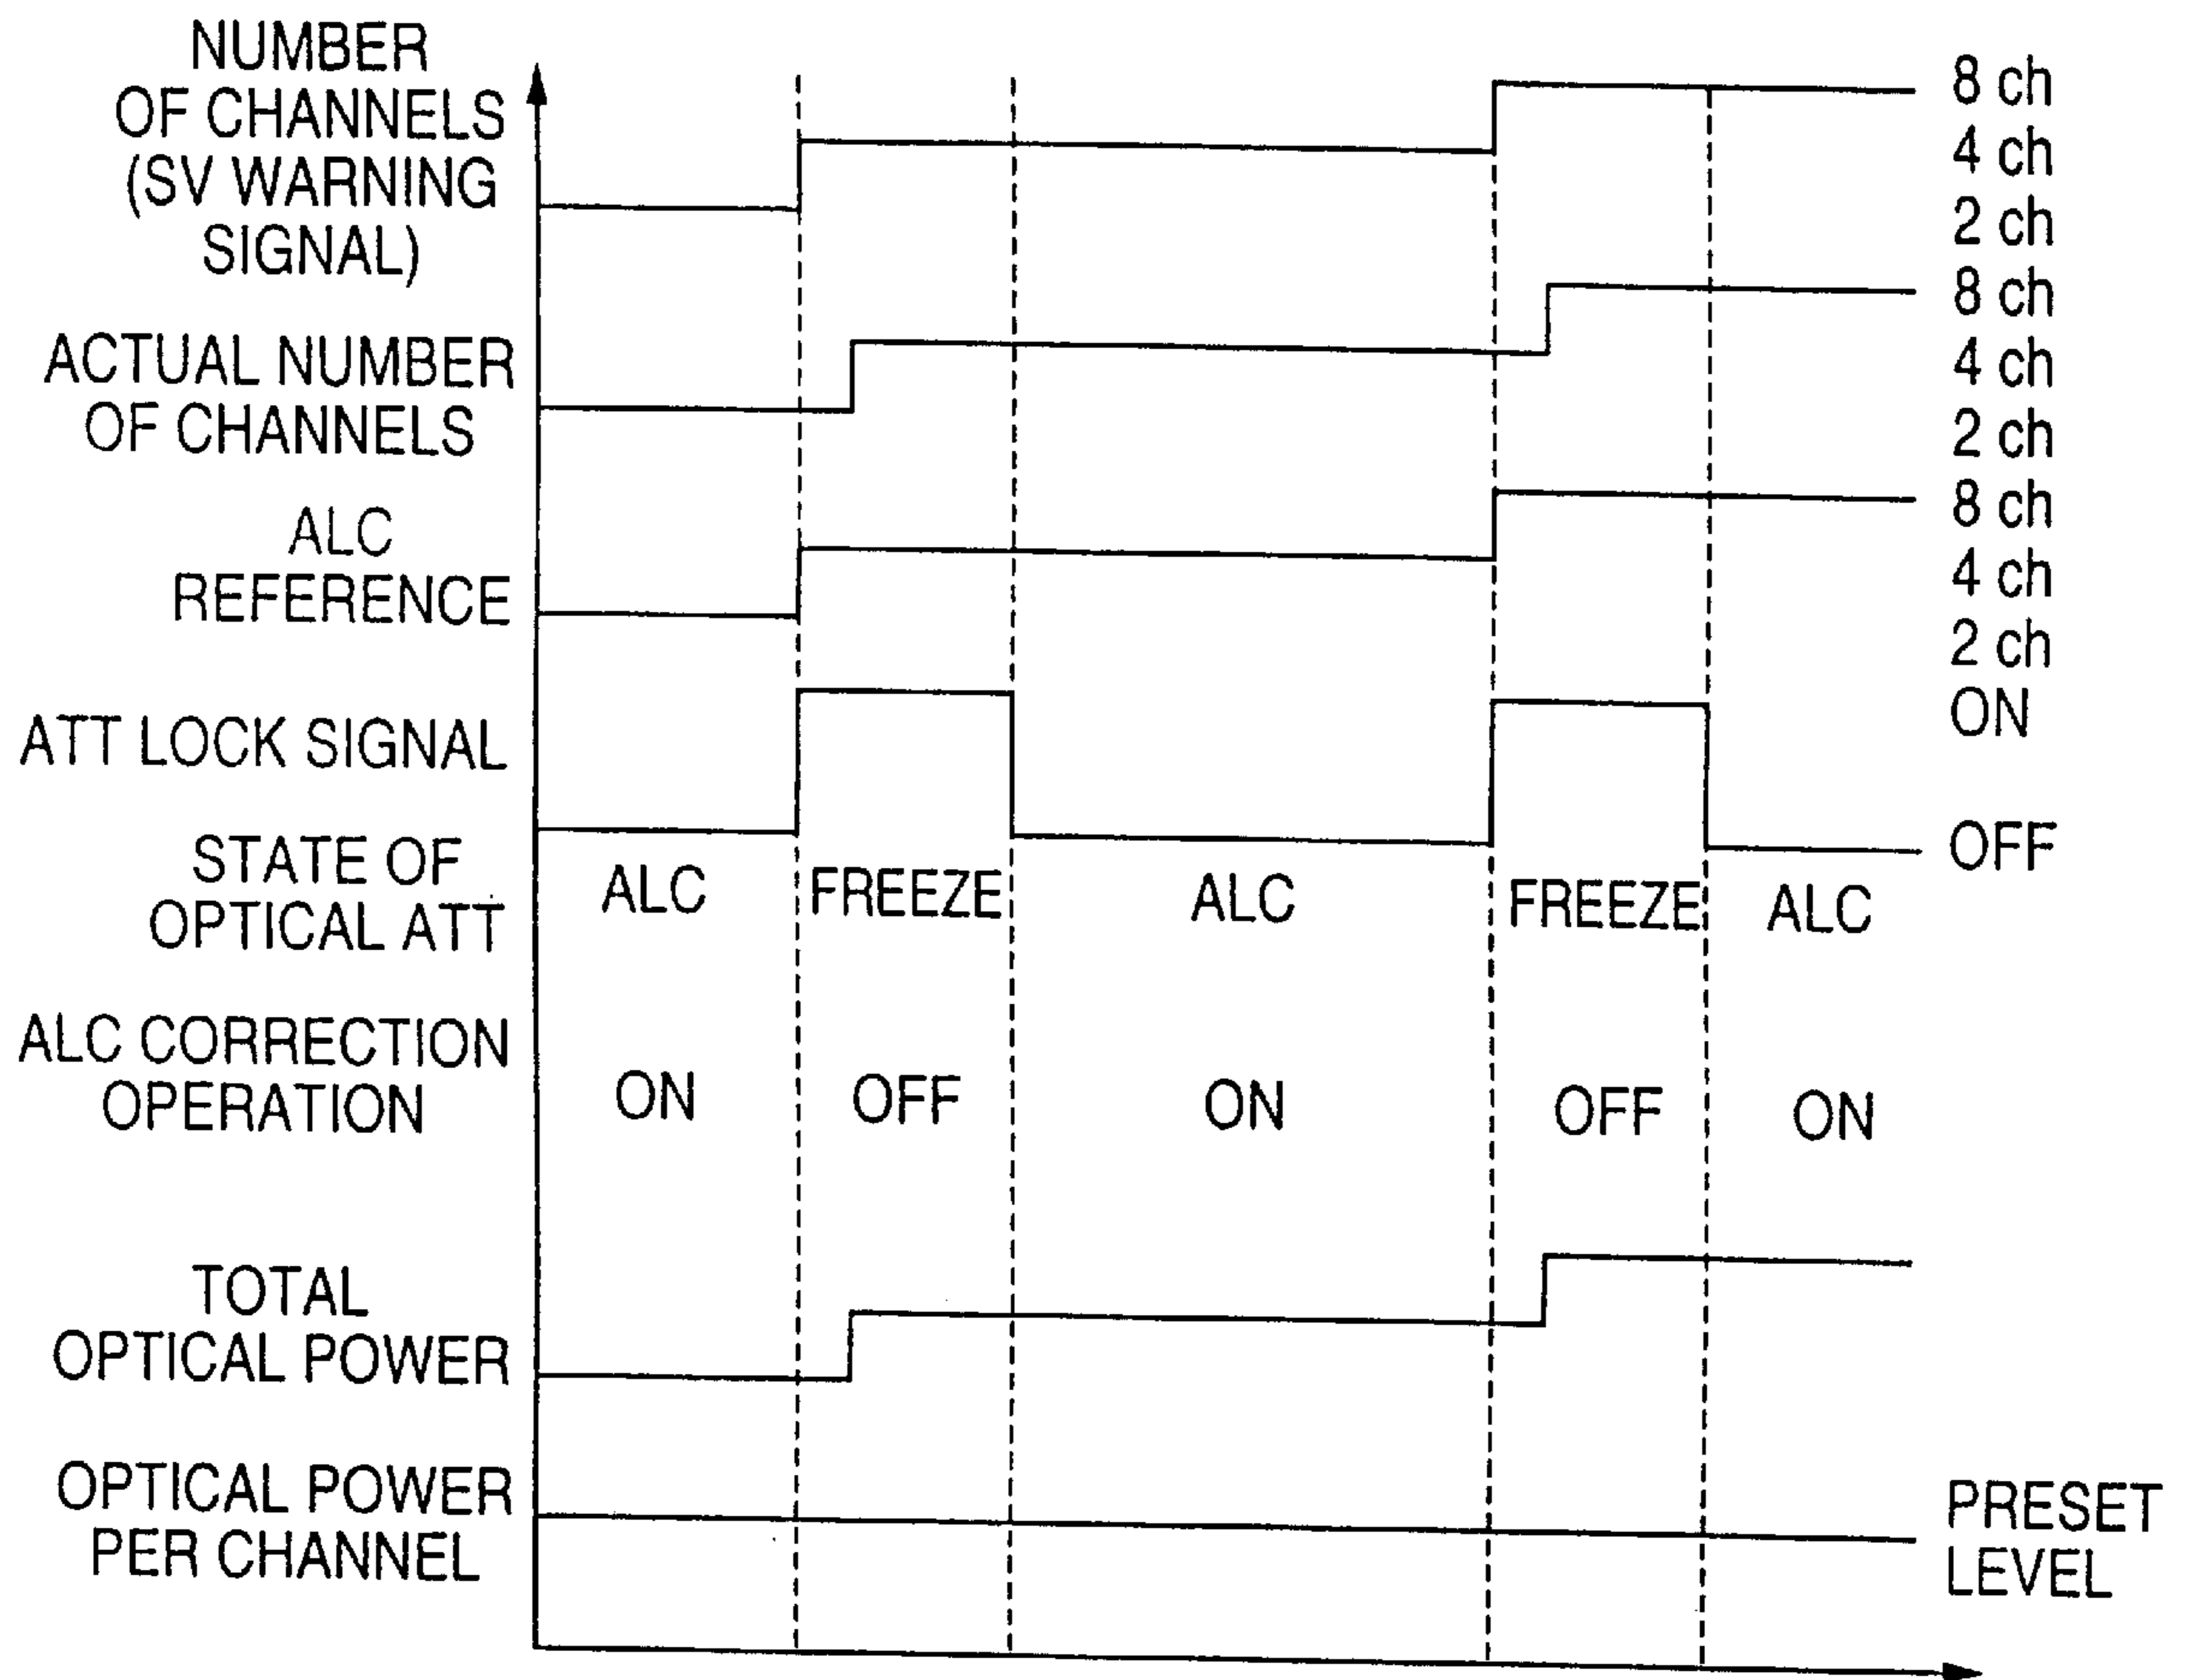 NUMBER
OF CHANNELS
(SV WARNING
SIGNAL)
8 ch
4 ch
2 ch
ACTUAL NUMBER
OF CHANNELS
8 ch
4 ch
2 ch
ALC
REFERENCE
8 ch
4 ch
2 ch
ATT LOCK SIGNAL
ON
OFF
STATE OF
OPTICAL ATT
ALC FREEZE ALC FREEZE ALC
ALC CORRECTION
OPERATION
ON OFF ON OFF ON
TOTAL
OPTICAL POWER
OPTICAL POWER
PER CHANNEL
PRESET
LEVEL